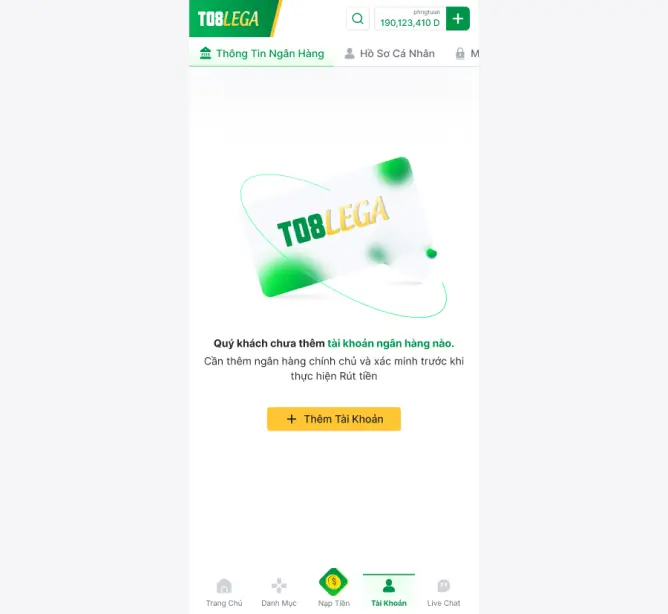 TO8LEGA
phngtuan
190,123,410 D
Thông Tin Ngân Hàng
Hồ Sơ Cá Nhân
M
TO8LEGA
Quý khách chưa thêm tài khoản ngân hàng nào.
Cần thêm ngân hàng chính chủ và xác minh trước khi
thực hiện Rút tiền
Thêm Tài Khoản
Trang Chủ
Danh Mục
Nạp Tiền
Tài Khoản
Live Chat